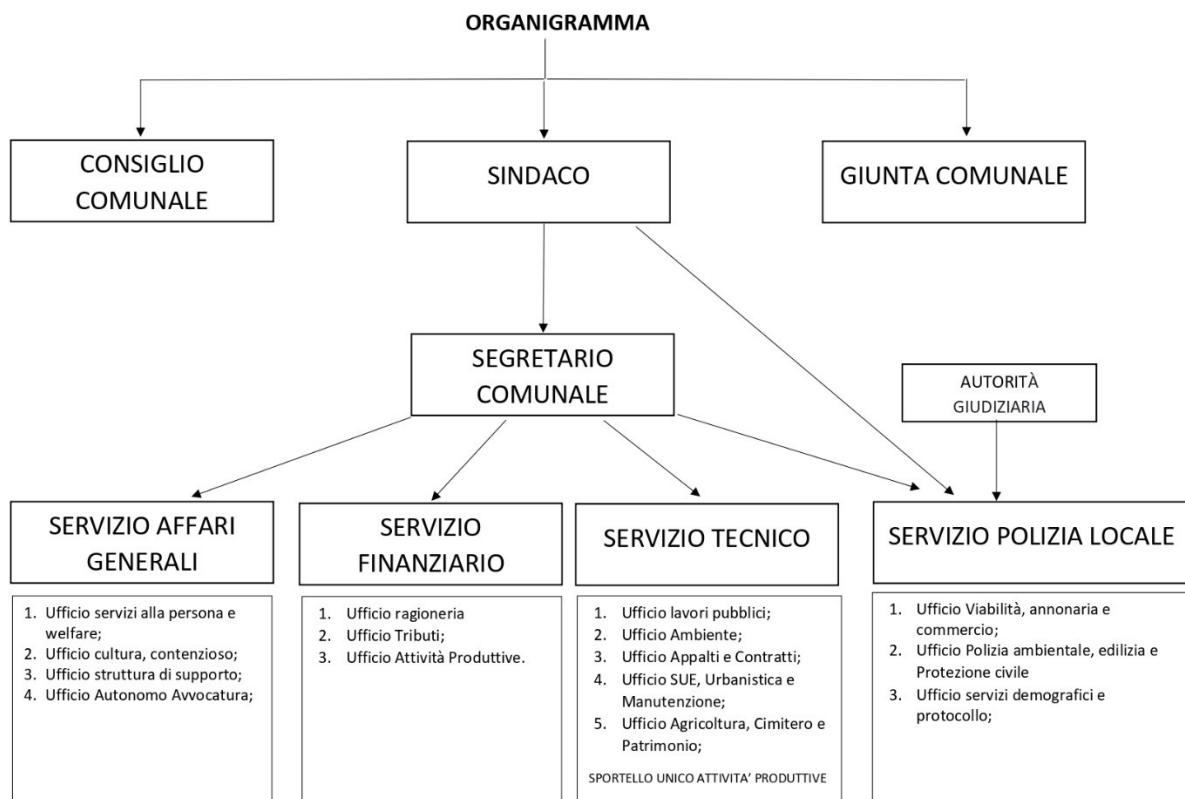 ORGANIGRAMMA
CONSIGLIO
COMUNALE
SINDACO
GIUNTA COMUNALE
SEGRETARIO
COMUNALE
AUTORITÀ
GIUDIZIARIA
SERVIZIO AFFARI
GENERALI
1. Ufficio servizi alla persona e
welfare;
2. Ufficio cultura, contenzioso;
3. Ufficio struttura di supporto;
4. Ufficio Autonomo Avvocatura;
SERVIZIO
FINANZIARIO
1. Ufficio ragioneria
2. Ufficio Tributi;
3. Ufficio Attività Produttive.
SERVIZIO TECNICO
1. Ufficio lavori pubblici;
2. Ufficio Ambiente;
3. Ufficio Appalti e Contratti;
4. Ufficio SUE, Urbanistica e
Manutenzione;
5. Ufficio Agricoltura, Cimitero e
Patrimonio;
SPORTELLO UNICO ATTIVITA’ PRODUTTIVE
SERVIZIO POLIZIA LOCALE
1. Ufficio Viabilità, annonaria e
commercio;
2. Ufficio Polizia ambientale, edilizia e
Protezione civile
3. Ufficio servizi demografici e
protocollo;